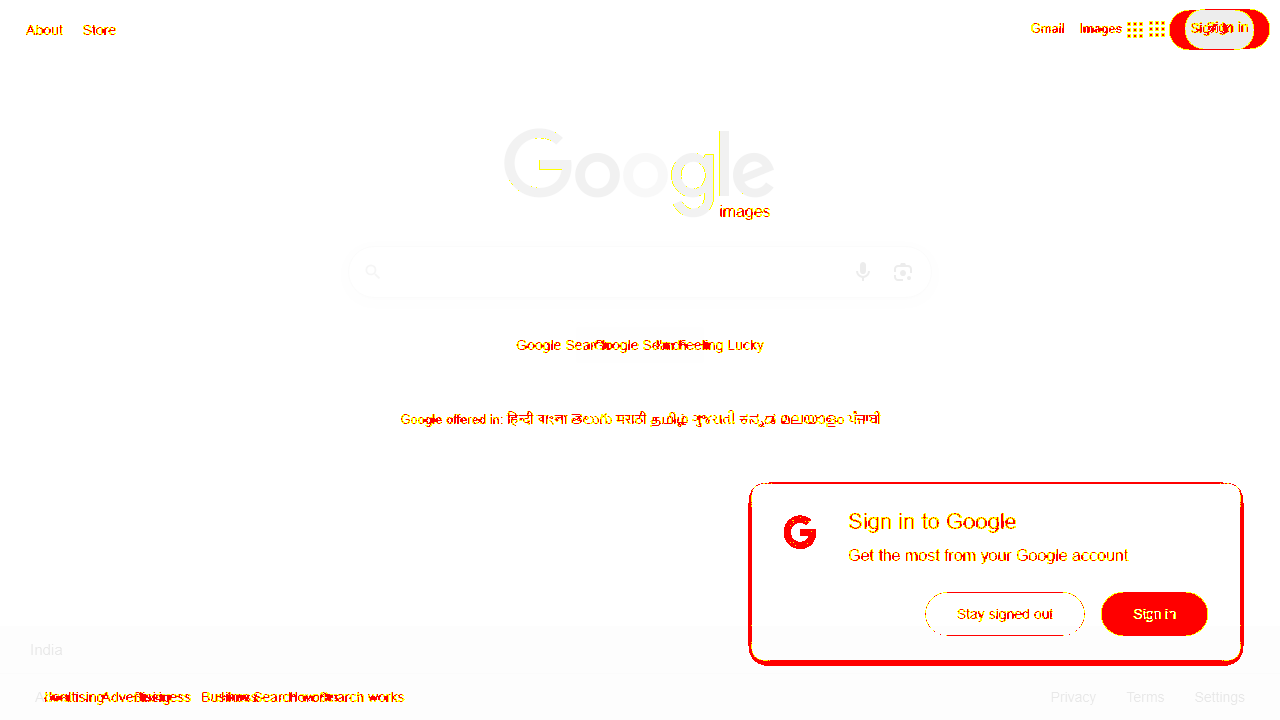 About Store
Gmail Images Sign in
Google
images
Google Search Google Search I'm Feeling Lucky
Google offered in: हिन्दी বাংলা తెలుగు मराठी தமிழ் ગુજરાતી ಕನ್ನಡ മലയാളം ਪੰਜਾਬੀ
Sign in to Google
Get the most from your Google account
Stay signed out Sign in
India
Advertising Business How Search works
Privacy Terms Settings